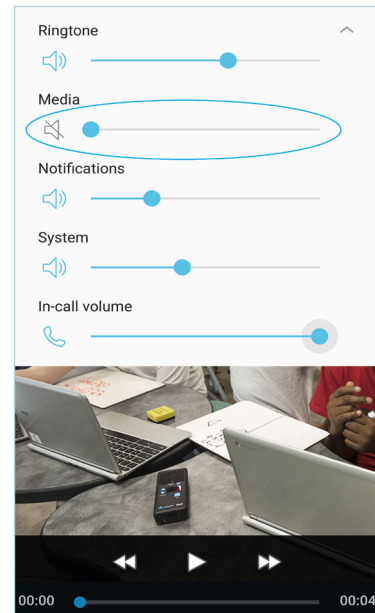 Ringtone
Media
Notifications
System
In-call volume
00:00
00:04